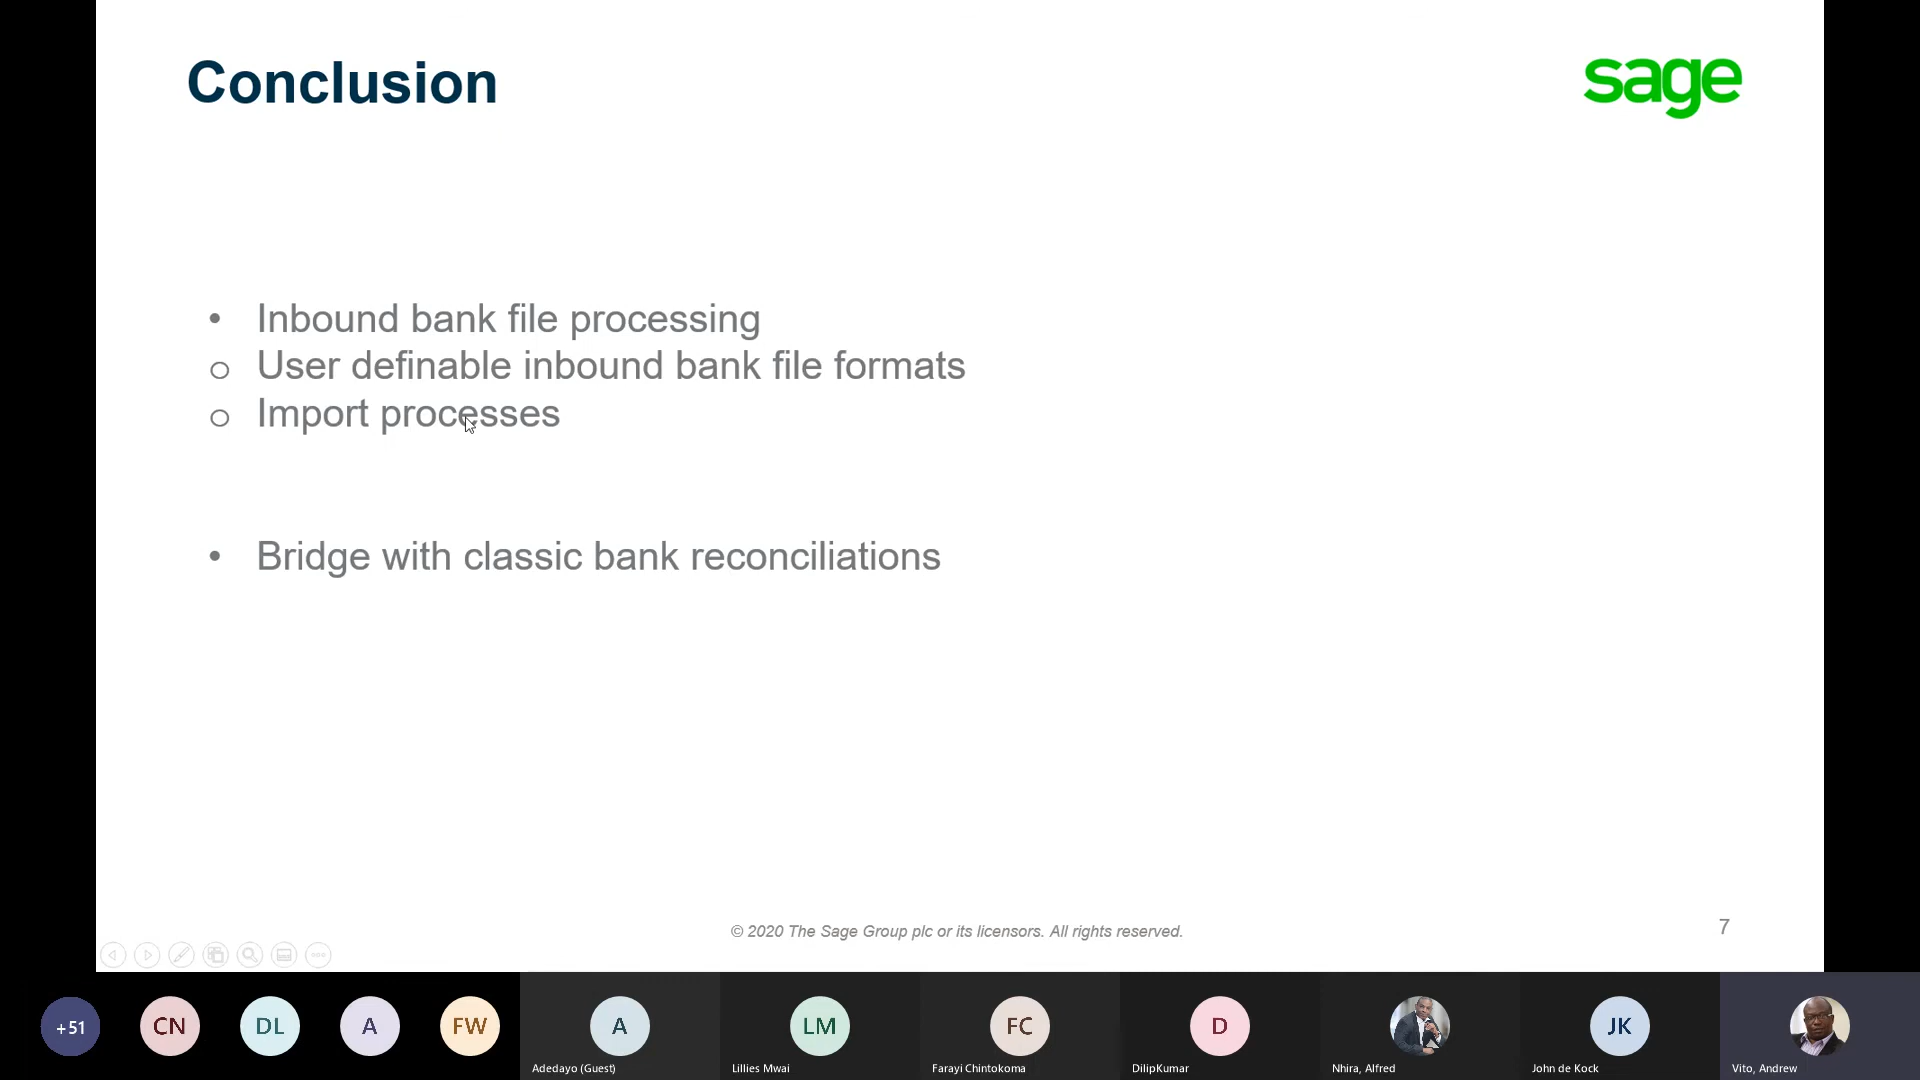 Conclusion
sage
• Inbound bank file processing
o User definable inbound bank file formats
o Import processes
• Bridge with classic bank reconciliations
© 2020 The Sage Group plc or its licensors. All rights reserved.
7
+51
CN
DL
A
FW
A
LM
FC
D
JK
Adedayo (Guest)
Lillies Mwai
Farayi Chintokoma
DilipKumar
Nhira, Alfred
John de Kock
Vito, Andrew